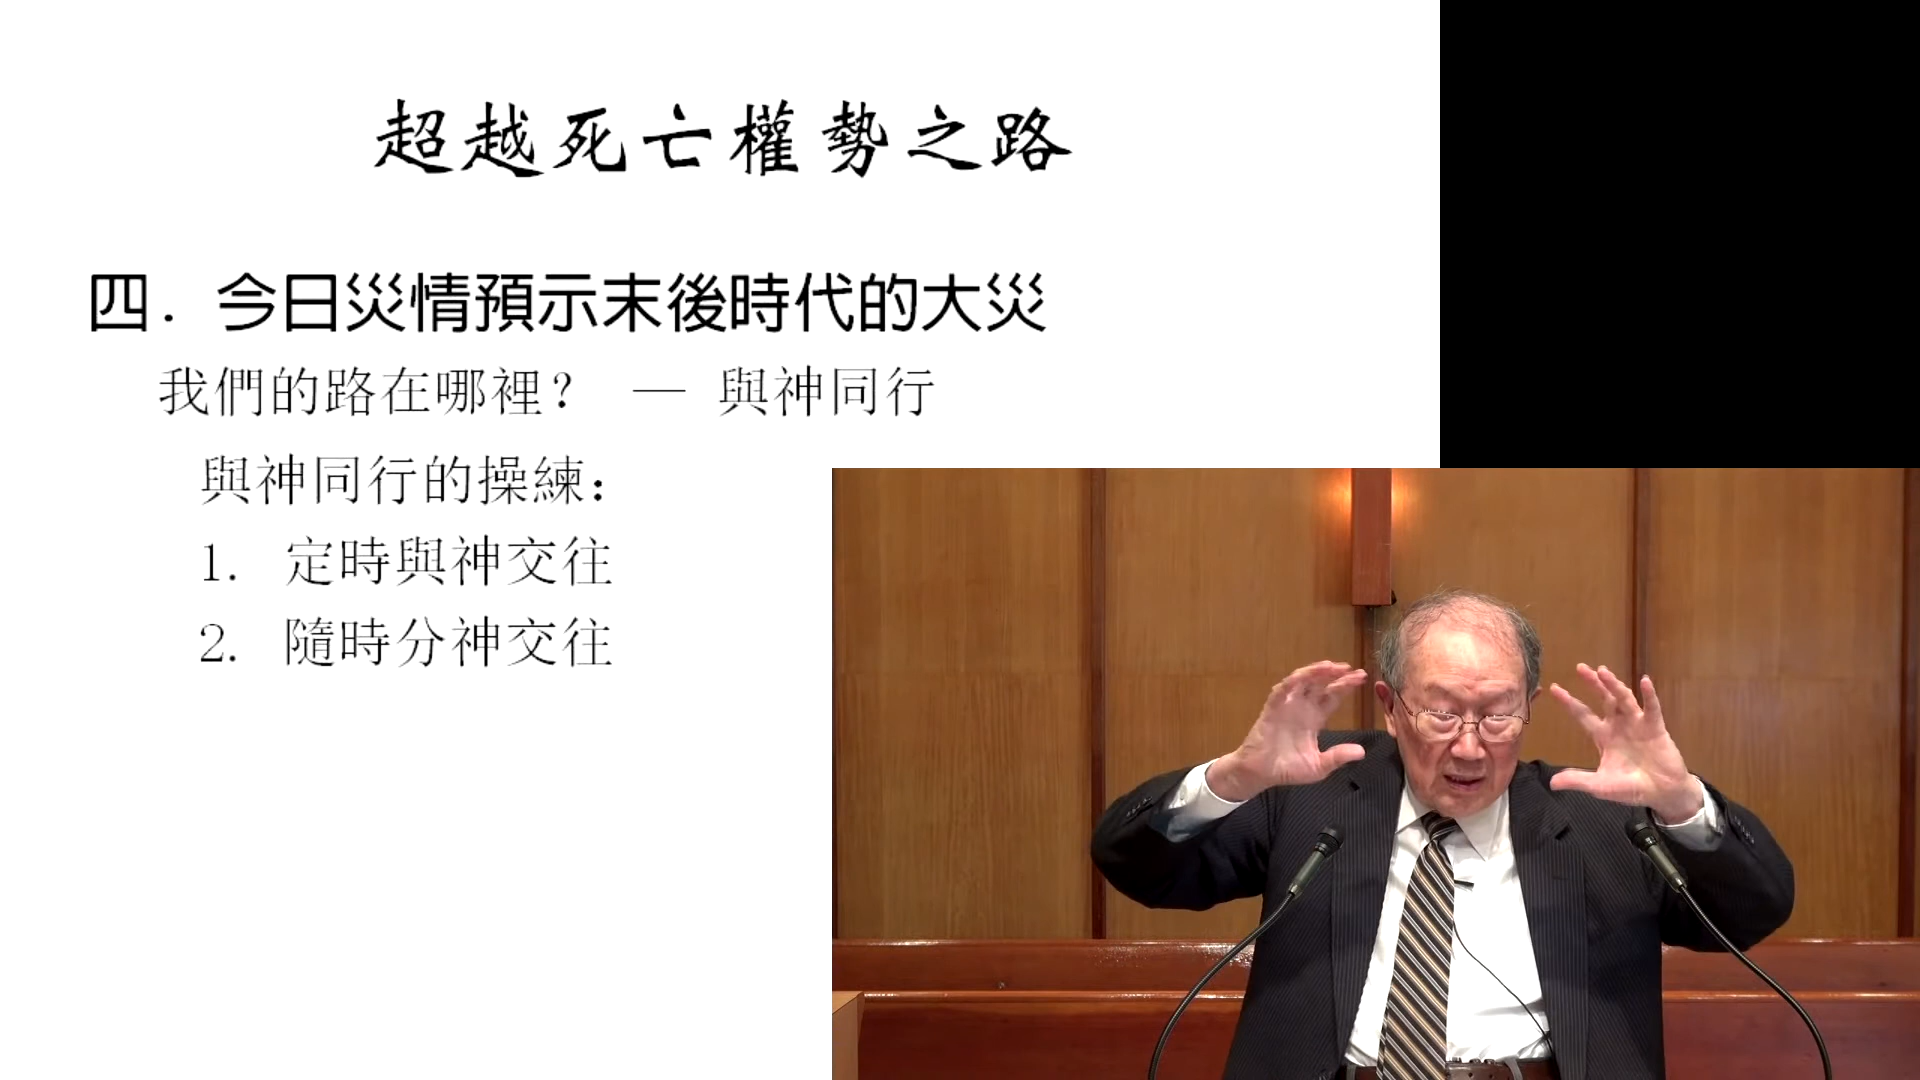 超越死亡權勢之路
四．今日災情預示末後時代的大災
我們的路在哪裡？ — 與神同行
與神同行的操練：
1. 定時與神交往
2. 隨時分神交往